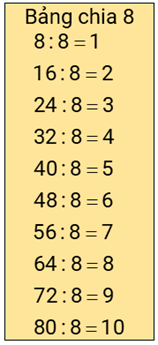 Bảng chia 8
8 : 8 = 1
16 : 8 = 2
24 : 8 = 3
32 : 8 = 4
40 : 8 = 5
48 : 8 = 6
56 : 8 = 7
64 : 8 = 8
72 : 8 = 9
80 : 8 = 10